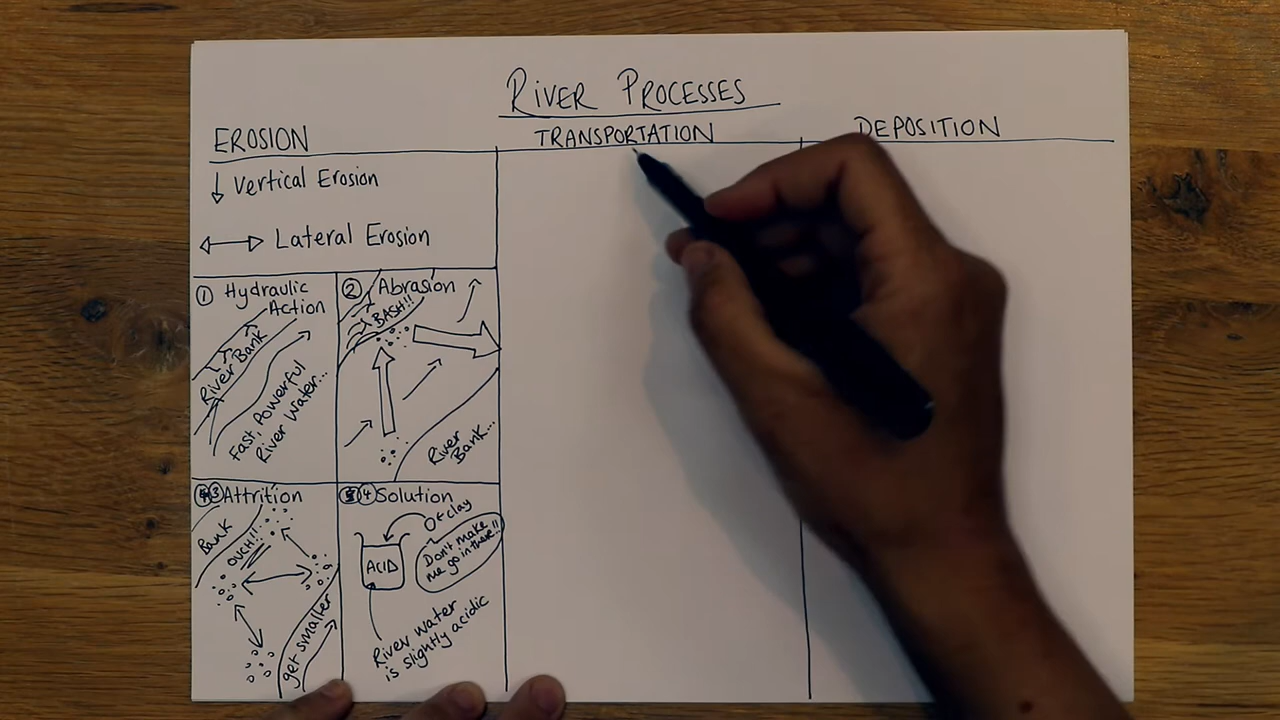 RIVER PROCESSES
EROSION
TRANSPORTATION
DEPOSITION
Vertical Erosion
Lateral Erosion
① Hydraulic
Action
River Bank
Fast, Powerful
River Water...
② Abrasion
BASH!!
River
Bank...
③ Attrition
Bank
OUCH!!
get smaller
④ Solution
clay
Don't make
me go in there!!
ACID
River water
is slightly acidic